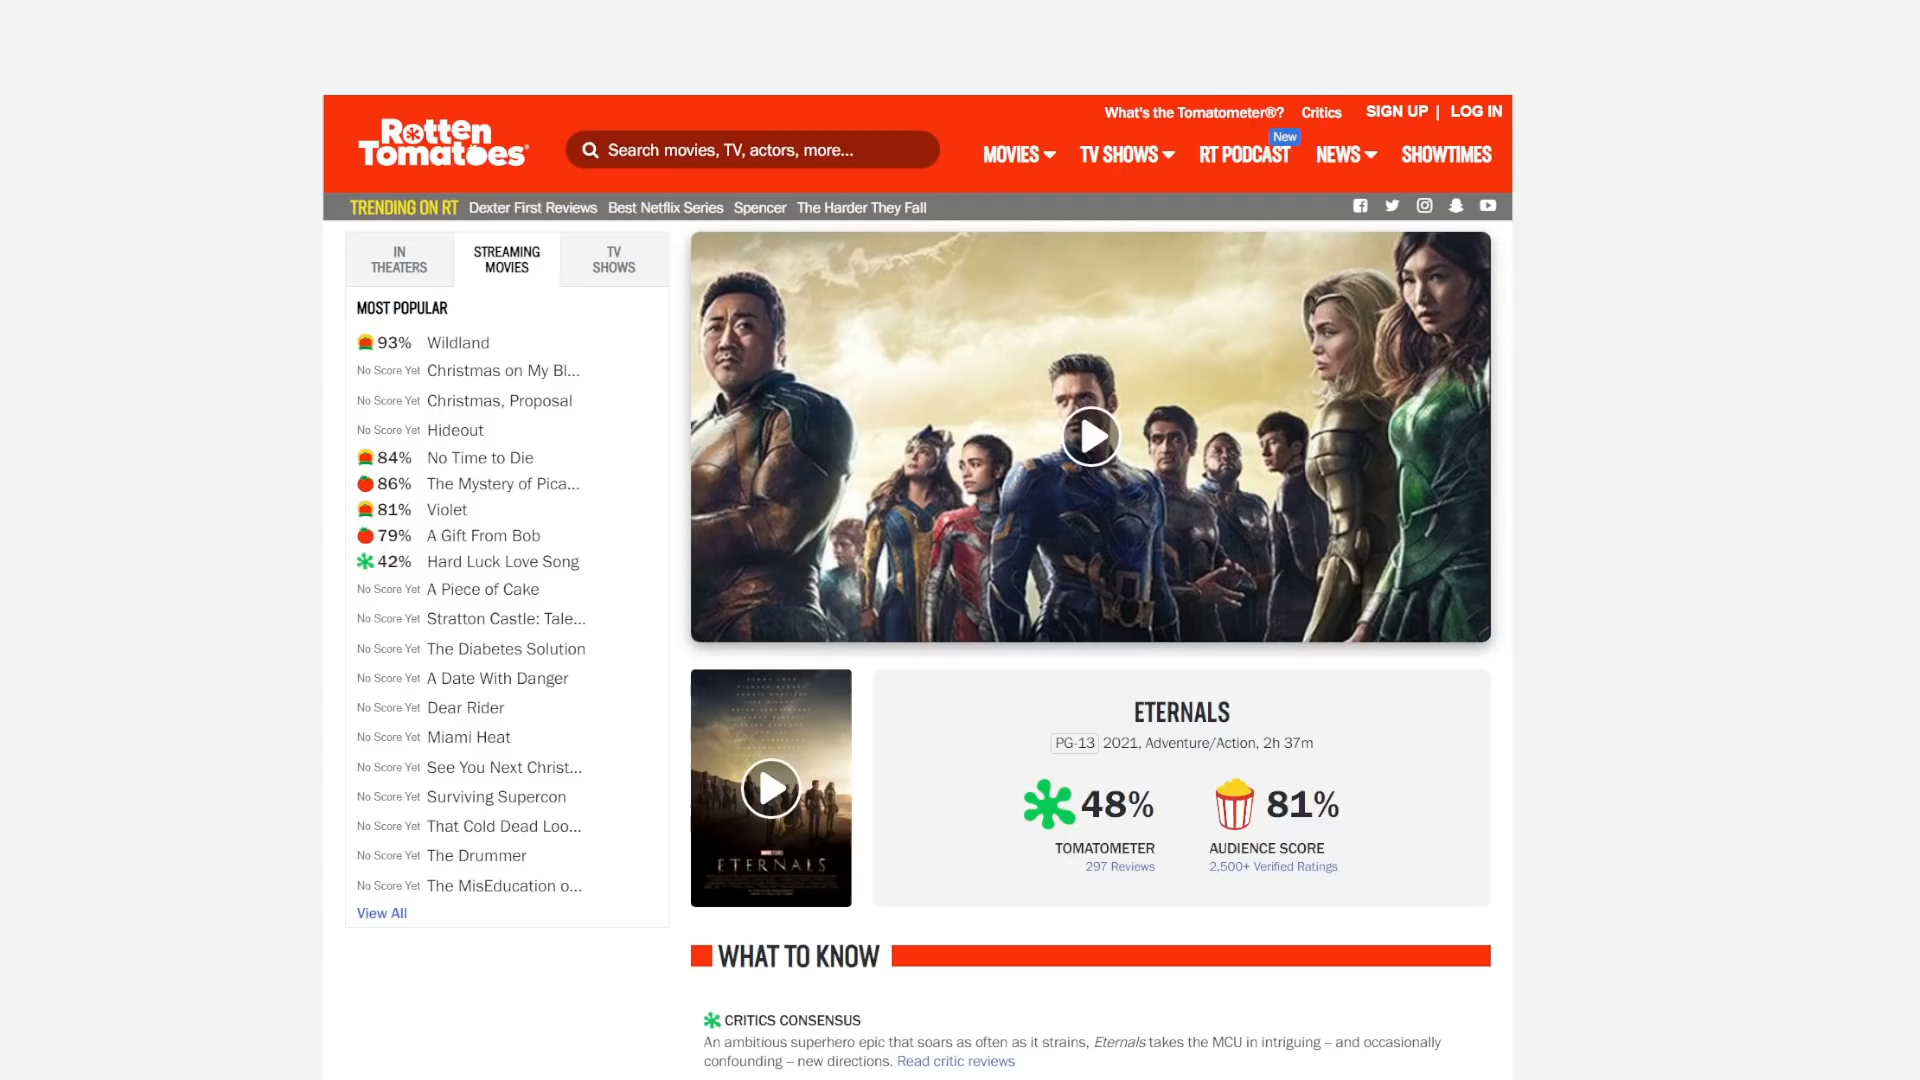 What's the Tomatometer®? Critics SIGN UP | LOG IN
Rotten
Tomatoes
Search movies, TV, actors, more...
New
MOVIES TV SHOWS RT PODCAST NEWS SHOWTIMES
TRENDING ON RT Dexter First Reviews Best Netflix Series Spencer The Harder They Fall
IN
THEATERS
STREAMING
MOVIES
TV
SHOWS
MOST POPULAR
93% Wildland
No Score Yet Christmas on My Bl...
No Score Yet Christmas, Proposal
No Score Yet Hideout
84% No Time to Die
86% The Mystery of Pica...
81% Violet
79% A Gift From Bob
42% Hard Luck Love Song
No Score Yet A Piece of Cake
No Score Yet Stratton Castle: Tale...
No Score Yet The Diabetes Solution
No Score Yet A Date With Danger
No Score Yet Dear Rider
No Score Yet Miami Heat
No Score Yet See You Next Christ...
No Score Yet Surviving Supercon
No Score Yet That Cold Dead Loo...
No Score Yet The Drummer
No Score Yet The MisEducation o...
View All
ETERNALS
ETERNALS
PG-13 2021, Adventure/Action, 2h 37m
48%
TOMATOMETER
297 Reviews
81%
AUDIENCE SCORE
2,500+ Verified Ratings
WHAT TO KNOW
CRITICS CONSENSUS
An ambitious superhero epic that soars as often as it strains, Eternals takes the MCU in intriguing – and occasionally
confounding – new directions. Read critic reviews